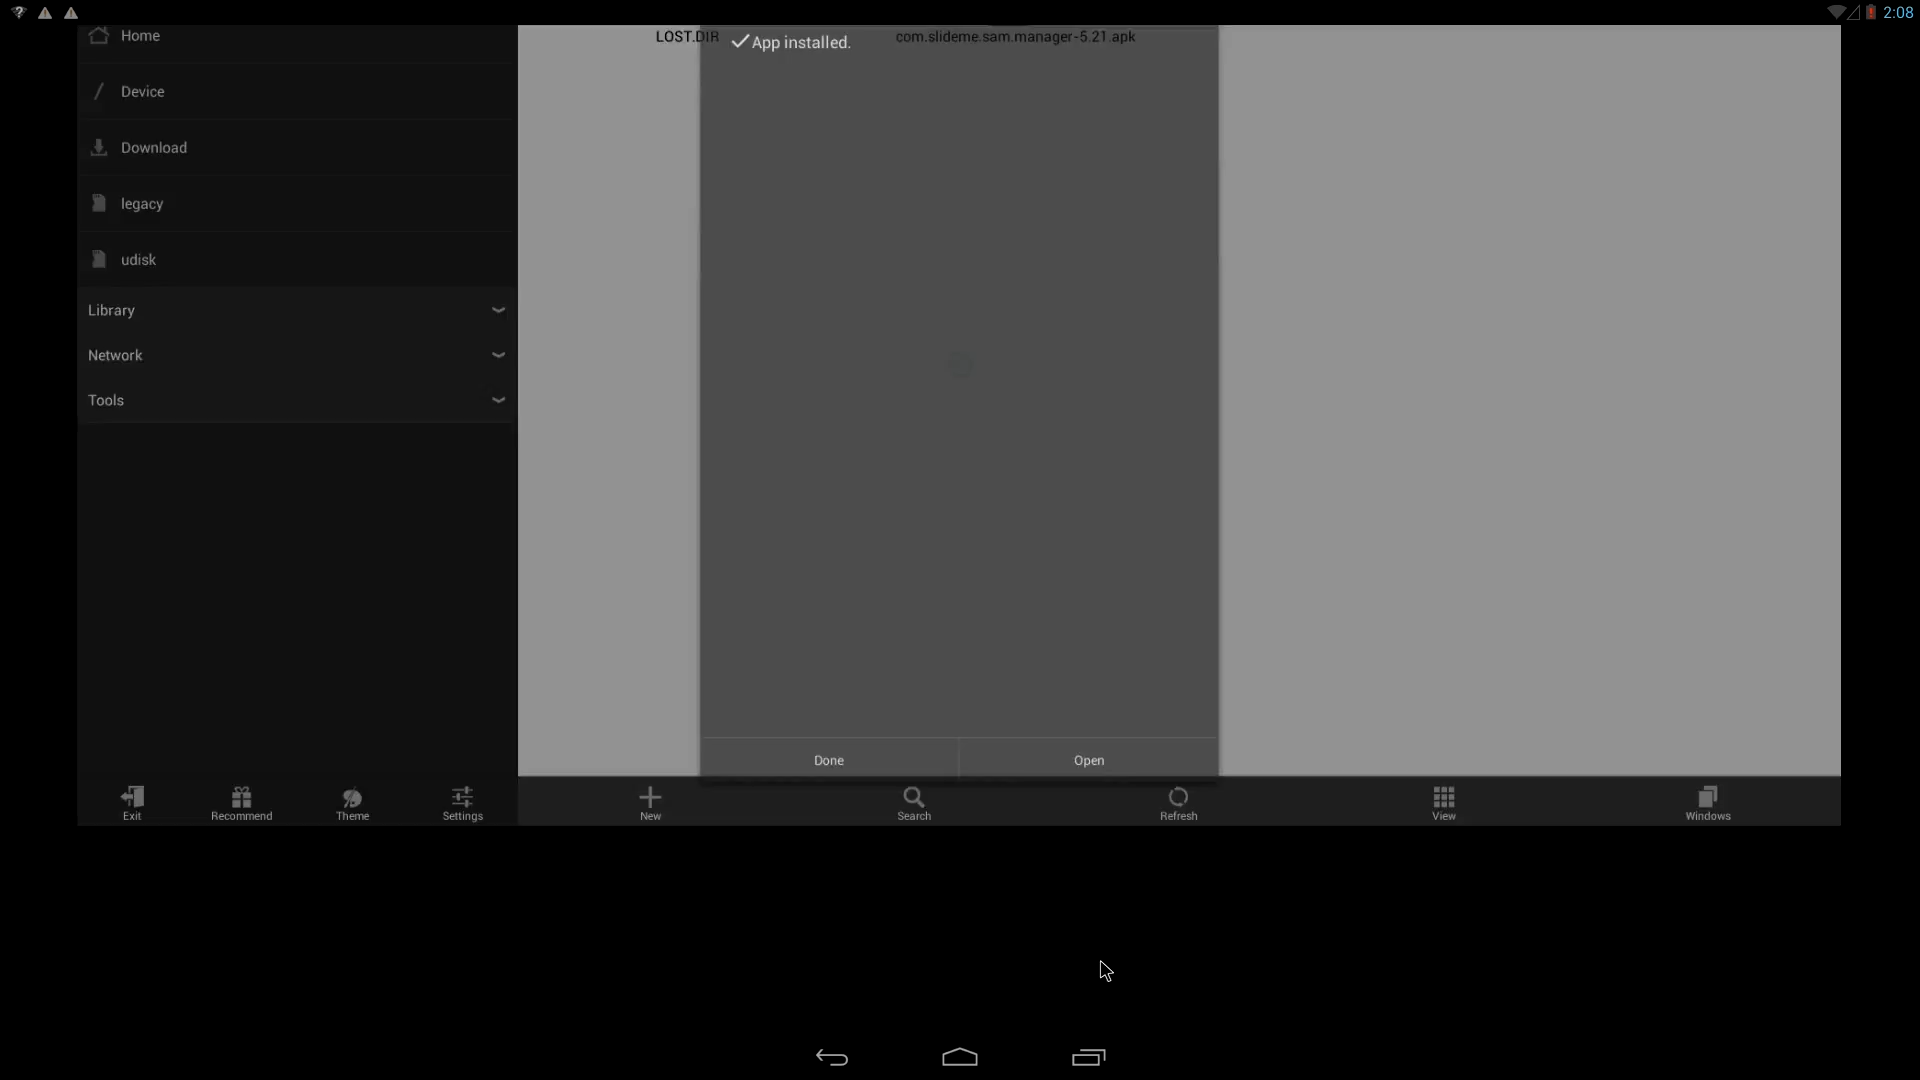 2:08
Home
Device
Download
legacy
udisk
Library
Network
Tools
LOST.DIR
com.slideme.sam.manager-5.21.apk
App installed.
Done
Open
Exit
Recommend
Theme
Settings
New
Search
Refresh
View
Windows